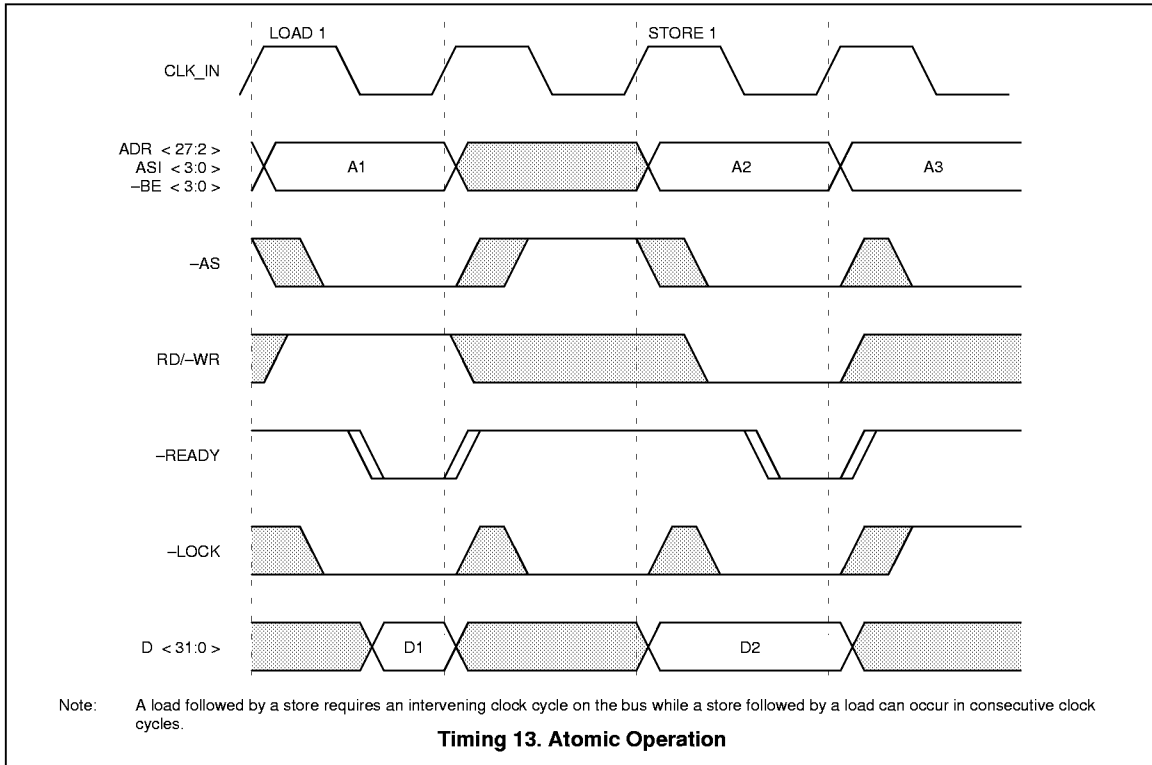 LOAD 1
STORE 1
CLK_IN
ADR < 27:2 >
ASI < 3:0 >
–BE < 3:0 >
A1
A2
A3
–AS
RD/–WR
–READY
–LOCK
D < 31:0 >
D1
D2
Note: A load followed by a store requires an intervening clock cycle on the bus while a store followed by a load can occur in consecutive clock
cycles.
Timing 13. Atomic Operation